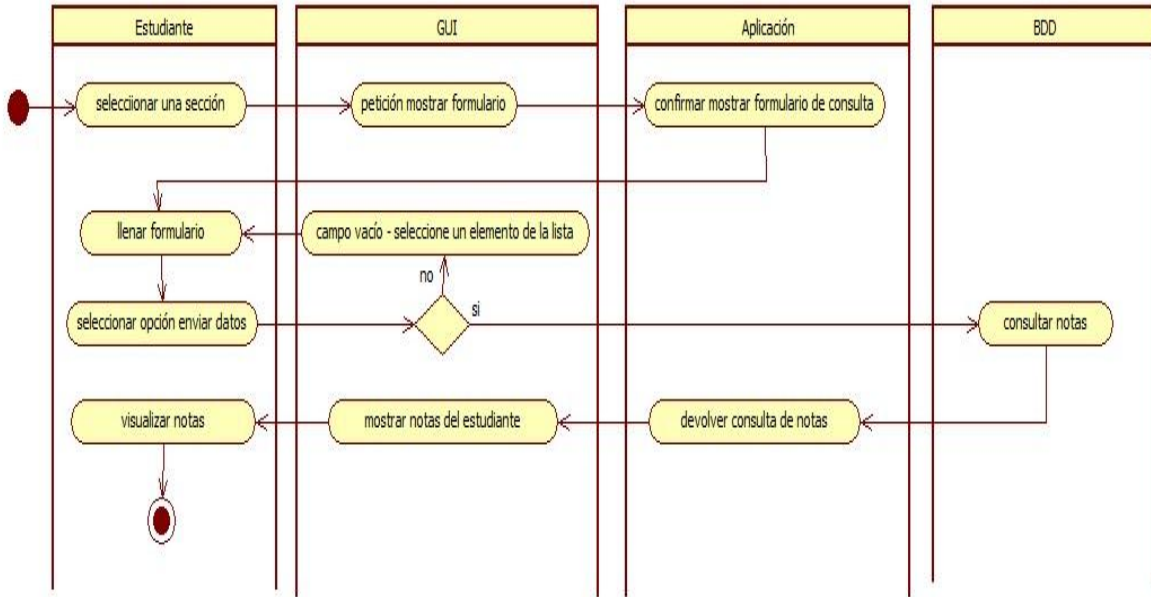 Estudiante
GUI
Aplicación
BDD
seleccionar una sección
petición mostrar formulario
confirmar mostrar formulario de consulta
llenar formulario
campo vacío - seleccione un elemento de la lista
no
si
seleccionar opción enviar datos
consultar notas
visualizar notas
mostrar notas del estudiante
devolver consulta de notas